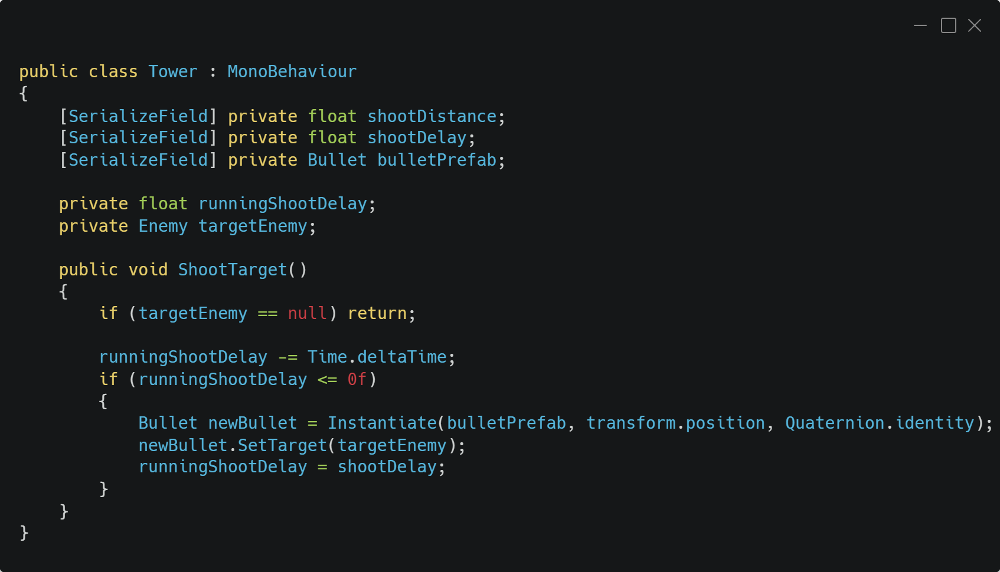 public class Tower : MonoBehaviour
{
    [SerializeField] private float shootDistance;
    [SerializeField] private float shootDelay;
    [SerializeField] private Bullet bulletPrefab;

    private float runningShootDelay;
    private Enemy targetEnemy;

    public void ShootTarget()
    {
        if (targetEnemy == null) return;

        runningShootDelay -= Time.deltaTime;
        if (runningShootDelay <= 0f)
        {
            Bullet newBullet = Instantiate(bulletPrefab, transform.position, Quaternion.identity);
            newBullet.SetTarget(targetEnemy);
            runningShootDelay = shootDelay;
        }
    }
}